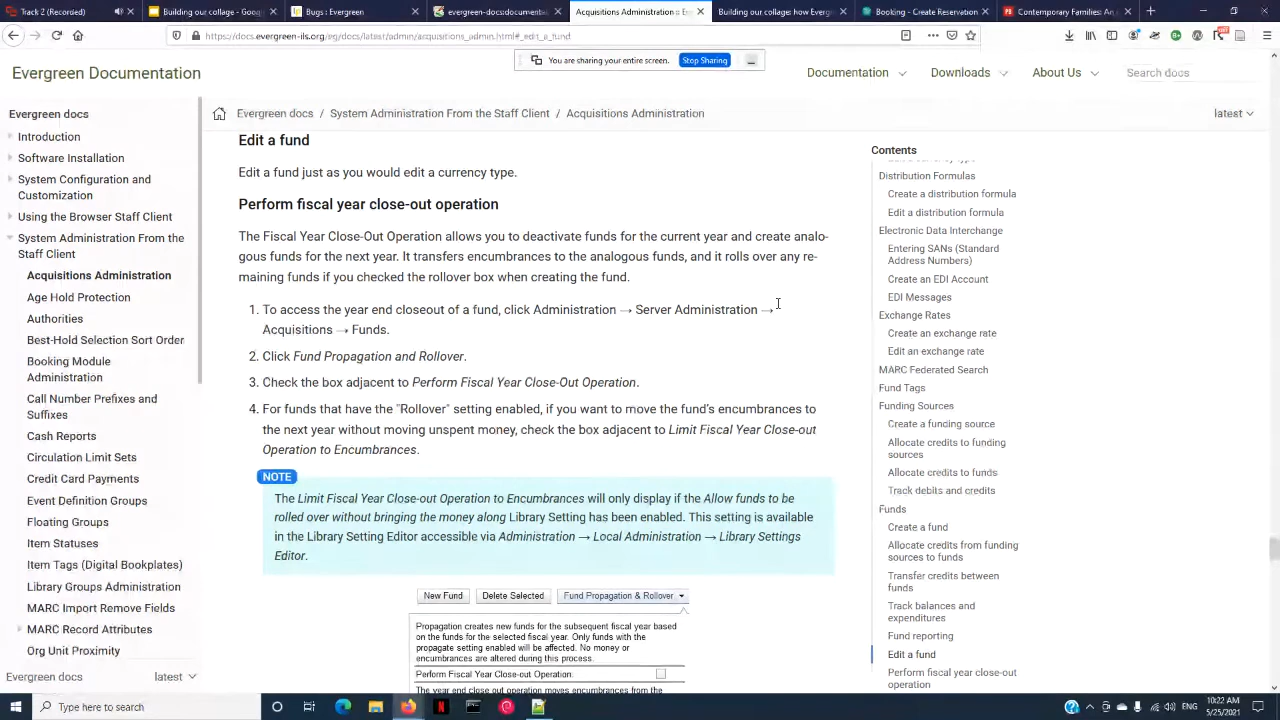 Track 2 (Recorded)
Building our collage - Goog
Bugs : Evergreen
evergreen-docsdocumentati
Acquisitions Administration : E
Building our collage how Ever
Booking - Create Reservation
Contemporary Families Ar
https://docs.evergreen-ils.org/eg/docs/latest/admin/acquisitions_admin.html#_edit_a_fund
You are sharing your entire screen.
Stop Sharing
Evergreen Documentation
Documentation
Downloads
About Us
Search docs
Evergreen docs
Evergreen docs / System Administration From the Staff Client / Acquisitions Administration
latest
Introduction
Software Installation
System Configuration and
Customization
Using the Browser Staff Client
System Administration From the
Staff Client
Acquisitions Administration
Age Hold Protection
Authorities
Best-Hold Selection Sort Order
Booking Module
Administration
Call Number Prefixes and
Suffixes
Cash Reports
Circulation Limit Sets
Credit Card Payments
Event Definition Groups
Floating Groups
Item Statuses
Item Tags (Digital Bookplates)
Library Groups Administration
MARC Import Remove Fields
MARC Record Attributes
Org Unit Proximity
Evergreen docs
latest
Edit a fund
Edit a fund just as you would edit a currency type.
Perform fiscal year close-out operation
The Fiscal Year Close-Out Operation allows you to deactivate funds for the current year and create analo-
gous funds for the next year. It transfers encumbrances to the analogous funds, and it rolls over any re-
maining funds if you checked the rollover box when creating the fund.
1. To access the year end closeout of a fund, click Administration → Server Administration →
Acquisitions → Funds.
2. Click Fund Propagation and Rollover.
3. Check the box adjacent to Perform Fiscal Year Close-Out Operation.
4. For funds that have the "Rollover" setting enabled, if you want to move the fund's encumbrances to
the next year without moving unspent money, check the box adjacent to Limit Fiscal Year Close-out
Operation to Encumbrances.
NOTE
The Limit Fiscal Year Close-out Operation to Encumbrances will only display if the Allow funds to be
rolled over without bringing the money along Library Setting has been enabled. This setting is available
in the Library Setting Editor accessible via Administration → Local Administration → Library Settings
Editor.
New Fund
Delete Selected
Fund Propagation & Rollover
Propagation creates new funds for the subsequent fiscal year based
on the funds for the selected fiscal year. Only funds with the
propagate setting enabled will be affected. No money or
encumbrances are altered during this process.
Perform Fiscal Year Close-out Operation.
The year end close out operation moves encumbrances from the
Contents
Edit a currency type
Distribution Formulas
Create a distribution formula
Edit a distribution formula
Electronic Data Interchange
Entering SANs (Standard
Address Numbers)
Create an EDI Account
EDI Messages
Exchange Rates
Create an exchange rate
Edit an exchange rate
MARC Federated Search
Fund Tags
Funding Sources
Create a funding source
Allocate credits to funding
sources
Allocate credits to funds
Track debits and credits
Funds
Create a fund
Allocate credits from funding
sources to funds
Transfer credits between
funds
Track balances and
expenditures
Fund reporting
Edit a fund
Perform fiscal year close-out
operation
Type here to search
10:22 AM
5/25/2021